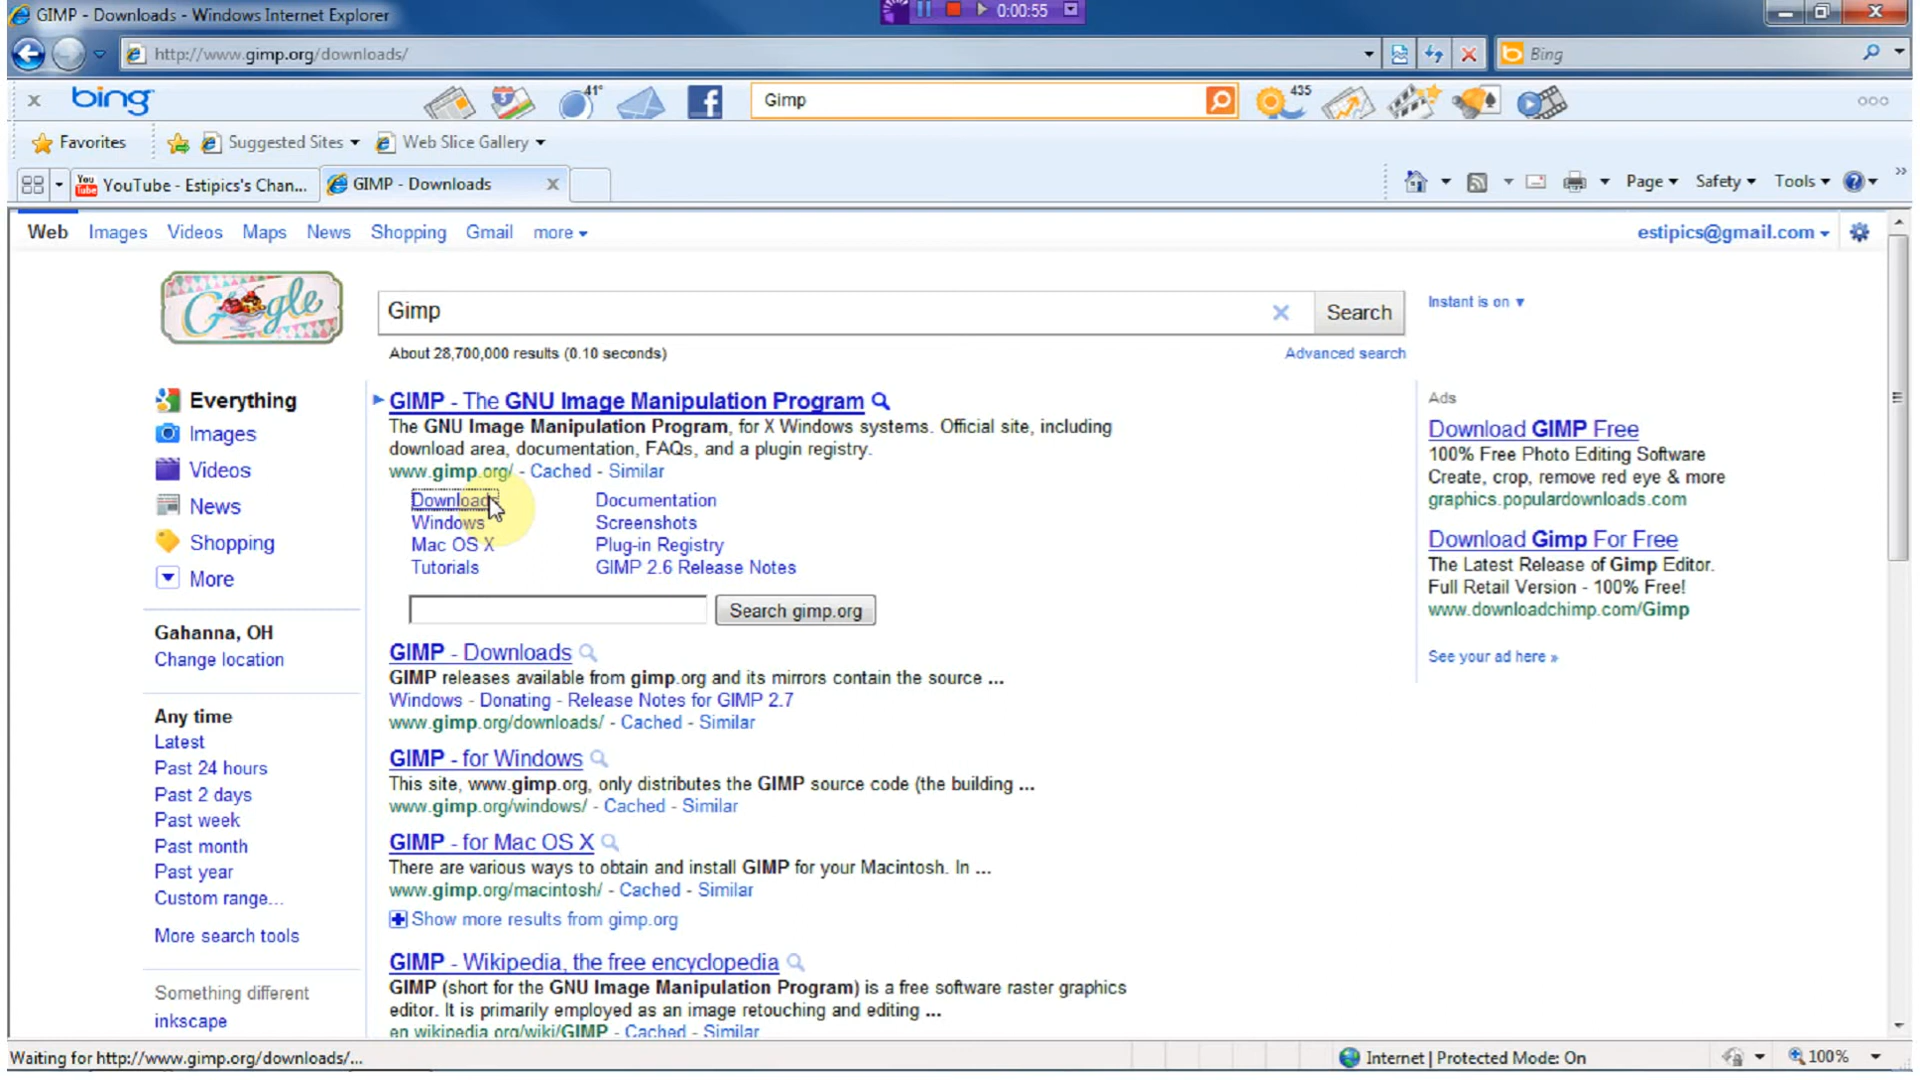 GIMP - Downloads - Windows Internet Explorer
0:00:55
http://www.gimp.org/downloads/
Bing
bing
41°
Gimp
435
Favorites
Suggested Sites
Web Slice Gallery
YouTube - Estipics's Chan...
GIMP - Downloads
Page
Safety
Tools
Web Images Videos Maps News Shopping Gmail more
estipics@gmail.com
Google
Gimp
Search
Instant is on
About 28,700,000 results (0.10 seconds)
Advanced search
Everything
Images
Videos
News
Shopping
More
Gahanna, OH
Change location
Any time
Latest
Past 24 hours
Past 2 days
Past week
Past month
Past year
Custom range...
More search tools
Something different
inkscape
GIMP - The GNU Image Manipulation Program
The GNU Image Manipulation Program, for X Windows systems. Official site, including
download area, documentation, FAQs, and a plugin registry.
www.gimp.org/ - Cached - Similar
Downloads Documentation
Windows Screenshots
Mac OS X Plug-in Registry
Tutorials GIMP 2.6 Release Notes
Search gimp.org
GIMP - Downloads
GIMP releases available from gimp.org and its mirrors contain the source ...
Windows - Donating - Release Notes for GIMP 2.7
www.gimp.org/downloads/ - Cached - Similar
GIMP - for Windows
This site, www.gimp.org, only distributes the GIMP source code (the building ...
www.gimp.org/windows/ - Cached - Similar
GIMP - for Mac OS X
There are various ways to obtain and install GIMP for your Macintosh. In ...
www.gimp.org/macintosh/ - Cached - Similar
Show more results from gimp.org
GIMP - Wikipedia, the free encyclopedia
GIMP (short for the GNU Image Manipulation Program) is a free software raster graphics
editor. It is primarily employed as an image retouching and editing ...
en.wikipedia.org/wiki/GIMP - Cached - Similar
Ads
Download GIMP Free
100% Free Photo Editing Software
Create, crop, remove red eye & more
graphics.populardownloads.com
Download Gimp For Free
The Latest Release of Gimp Editor.
Full Retail Version - 100% Free!
www.downloadchimp.com/Gimp
See your ad here »
Waiting for http://www.gimp.org/downloads/...
Internet | Protected Mode: On
100%